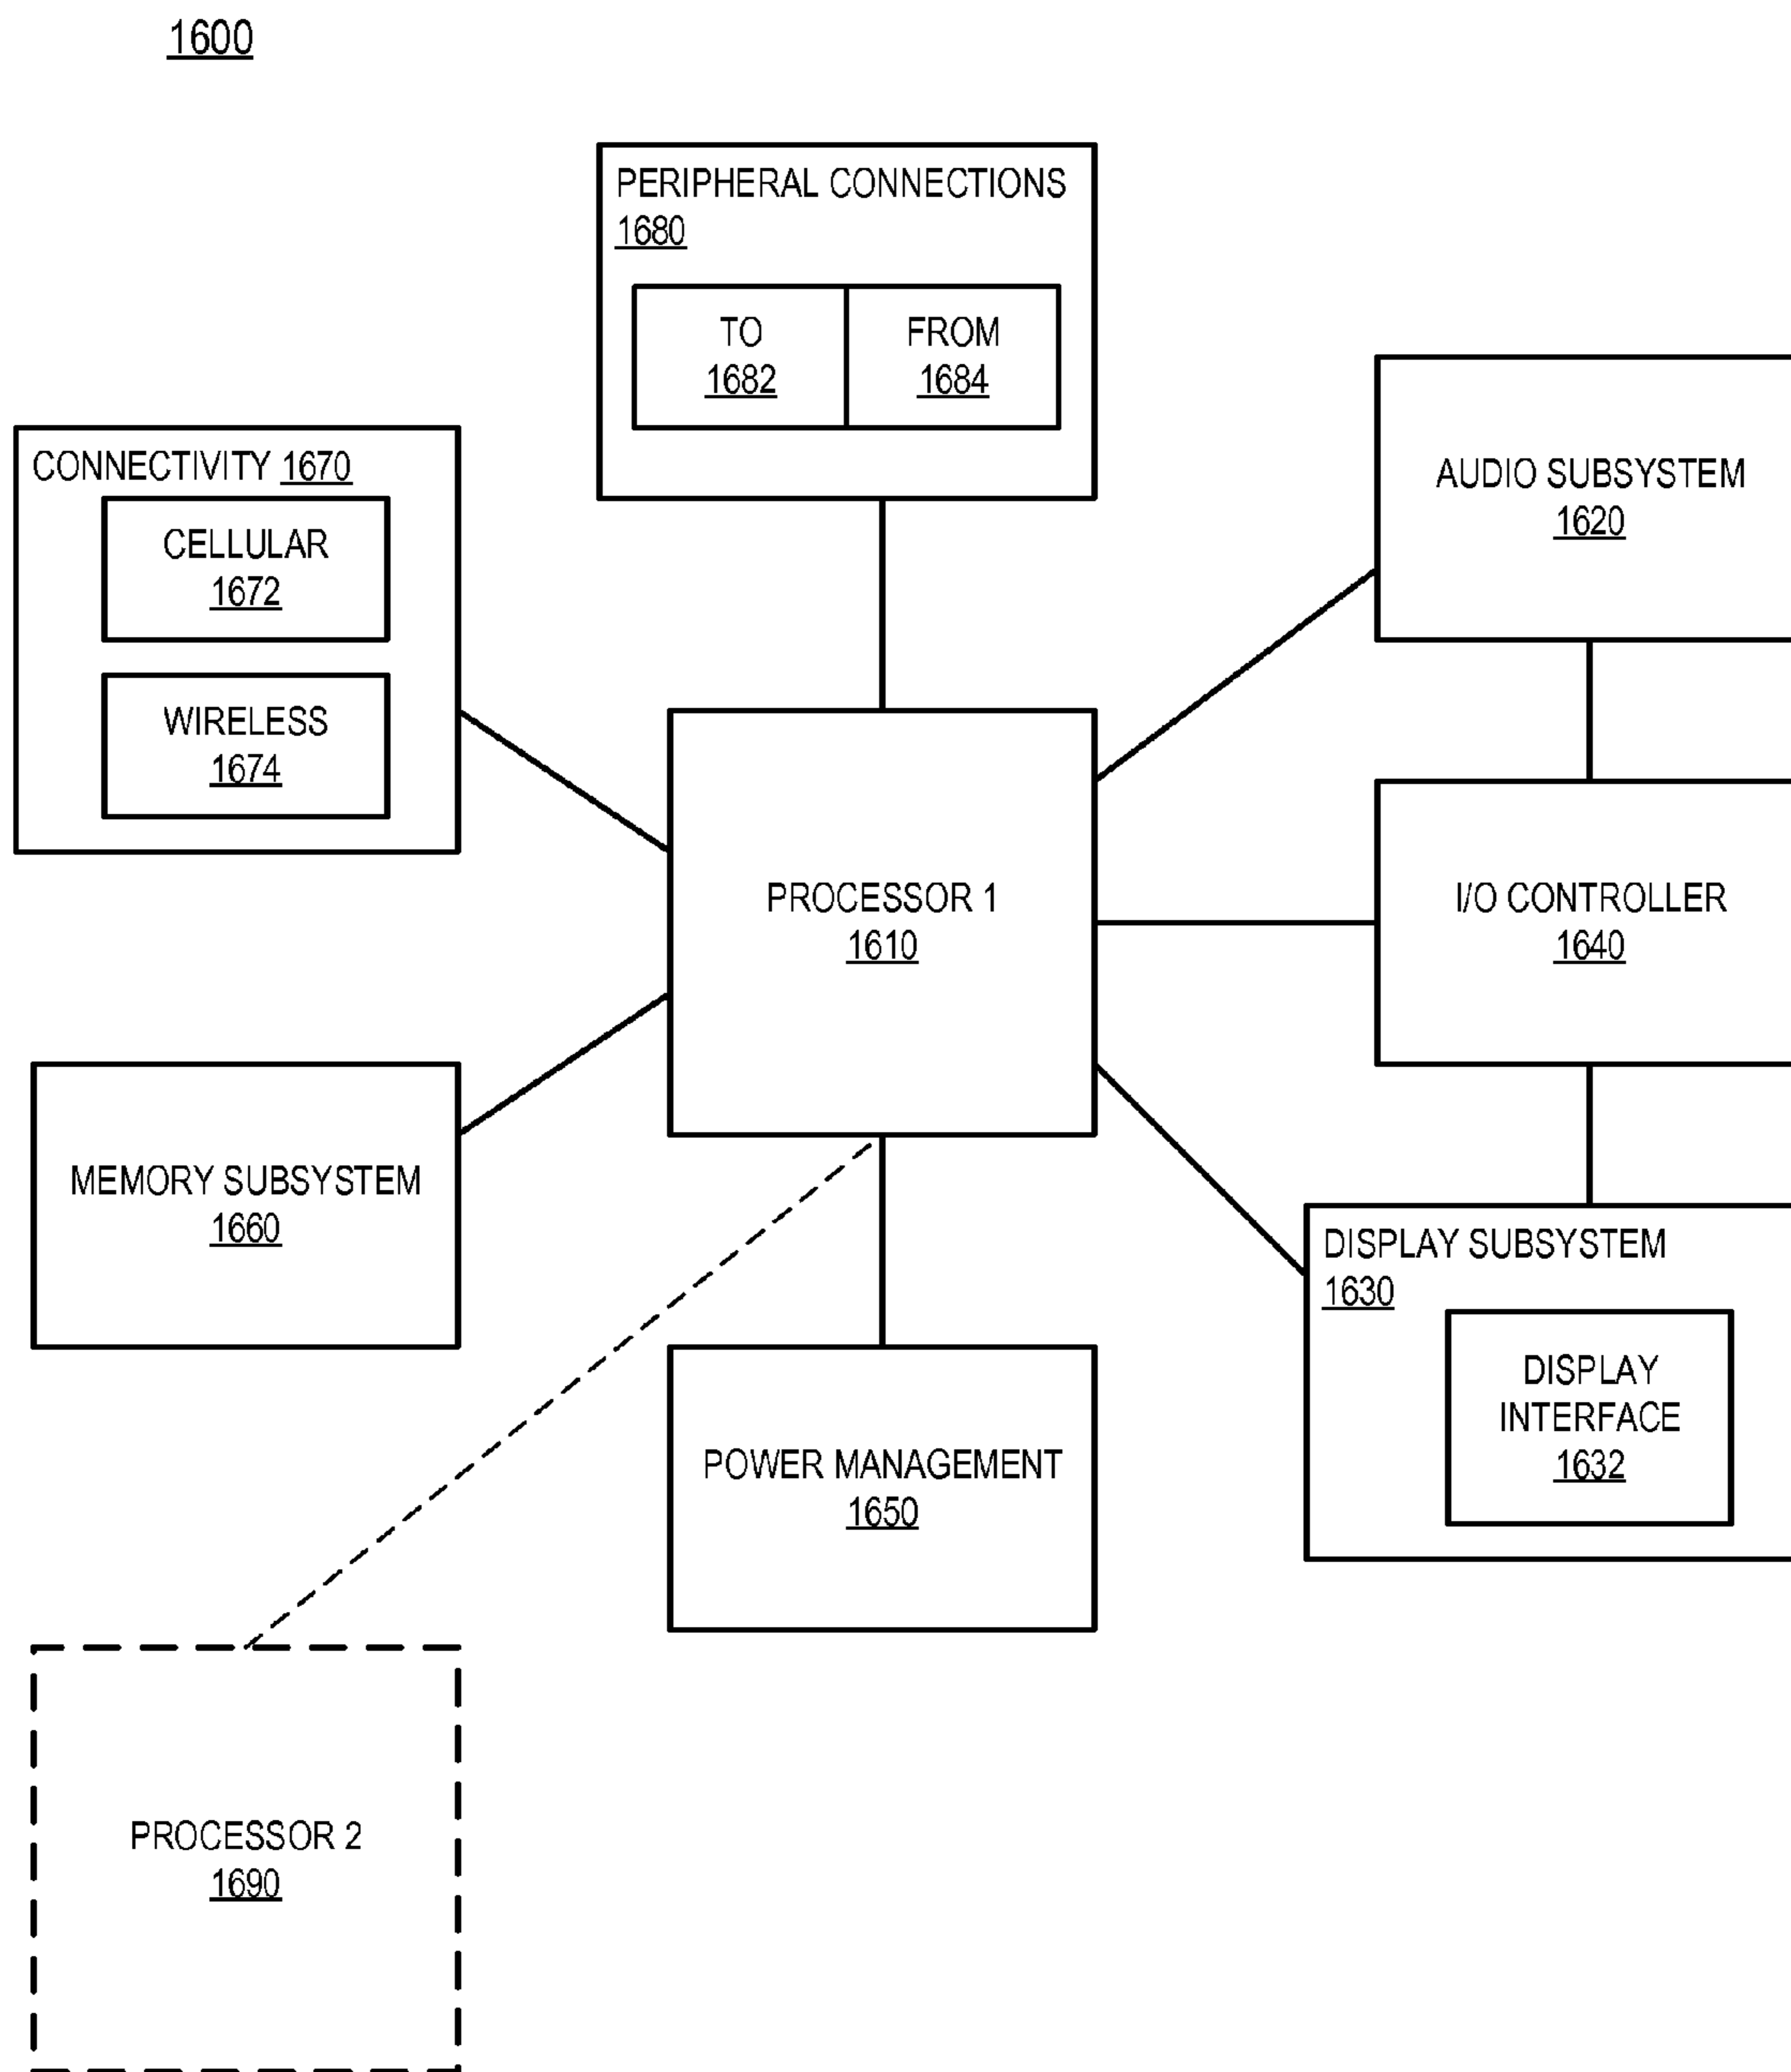 1600
PERIPHERAL CONNECTIONS
1680
TO
1682
FROM
1684
CONNECTIVITY 1670
CELLULAR
1672
WIRELESS
1674
AUDIO SUBSYSTEM
1620
PROCESSOR 1
1610
I/O CONTROLLER
1640
MEMORY SUBSYSTEM
1660
DISPLAY SUBSYSTEM
1630
DISPLAY
INTERFACE
1632
POWER MANAGEMENT
1650
PROCESSOR 2
1690